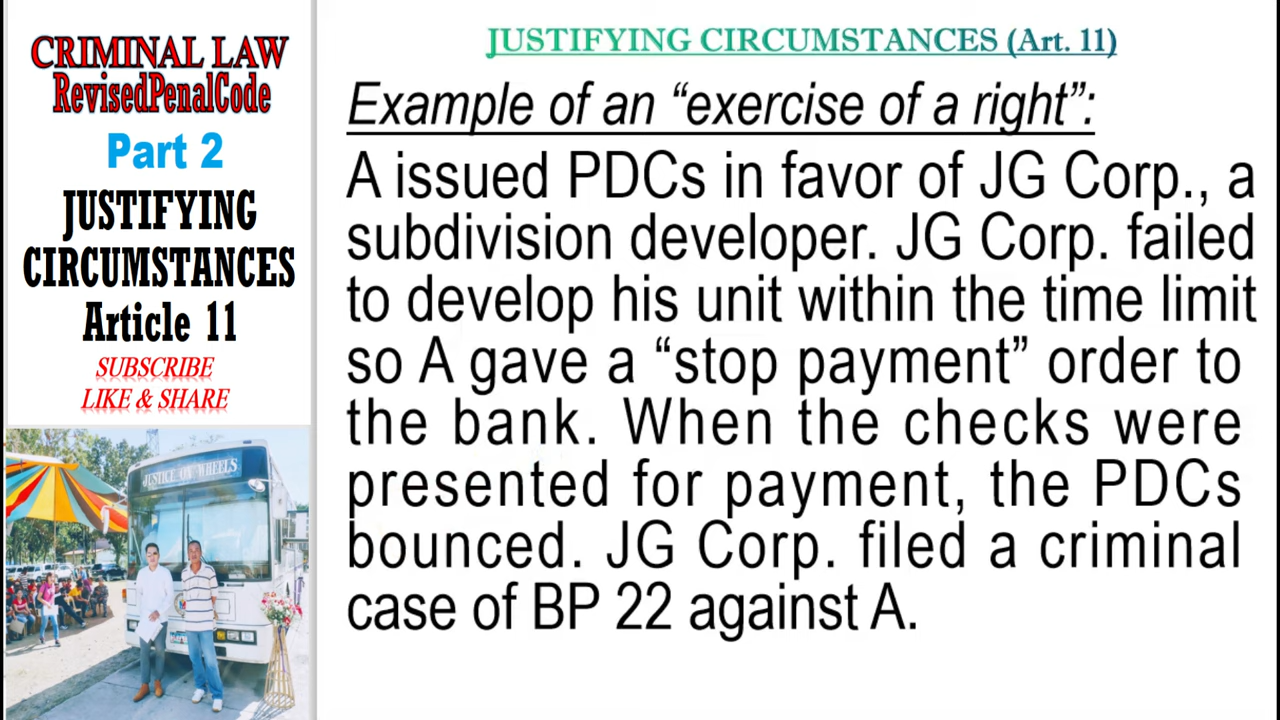 CRIMINAL LAW
RevisedPenalCode
Part 2
JUSTIFYING
CIRCUMSTANCES
Article 11
SUBSCRIBE
LIKE & SHARE
JUSTICE ON WHEELS
JUSTIFYING CIRCUMSTANCES (Art. 11)
Example of an “exercise of a right”:
A issued PDCs in favor of JG Corp., a
subdivision developer. JG Corp. failed
to develop his unit within the time limit
so A gave a “stop payment” order to
the bank. When the checks were
presented for payment, the PDCs
bounced. JG Corp. filed a criminal
case of BP 22 against A.